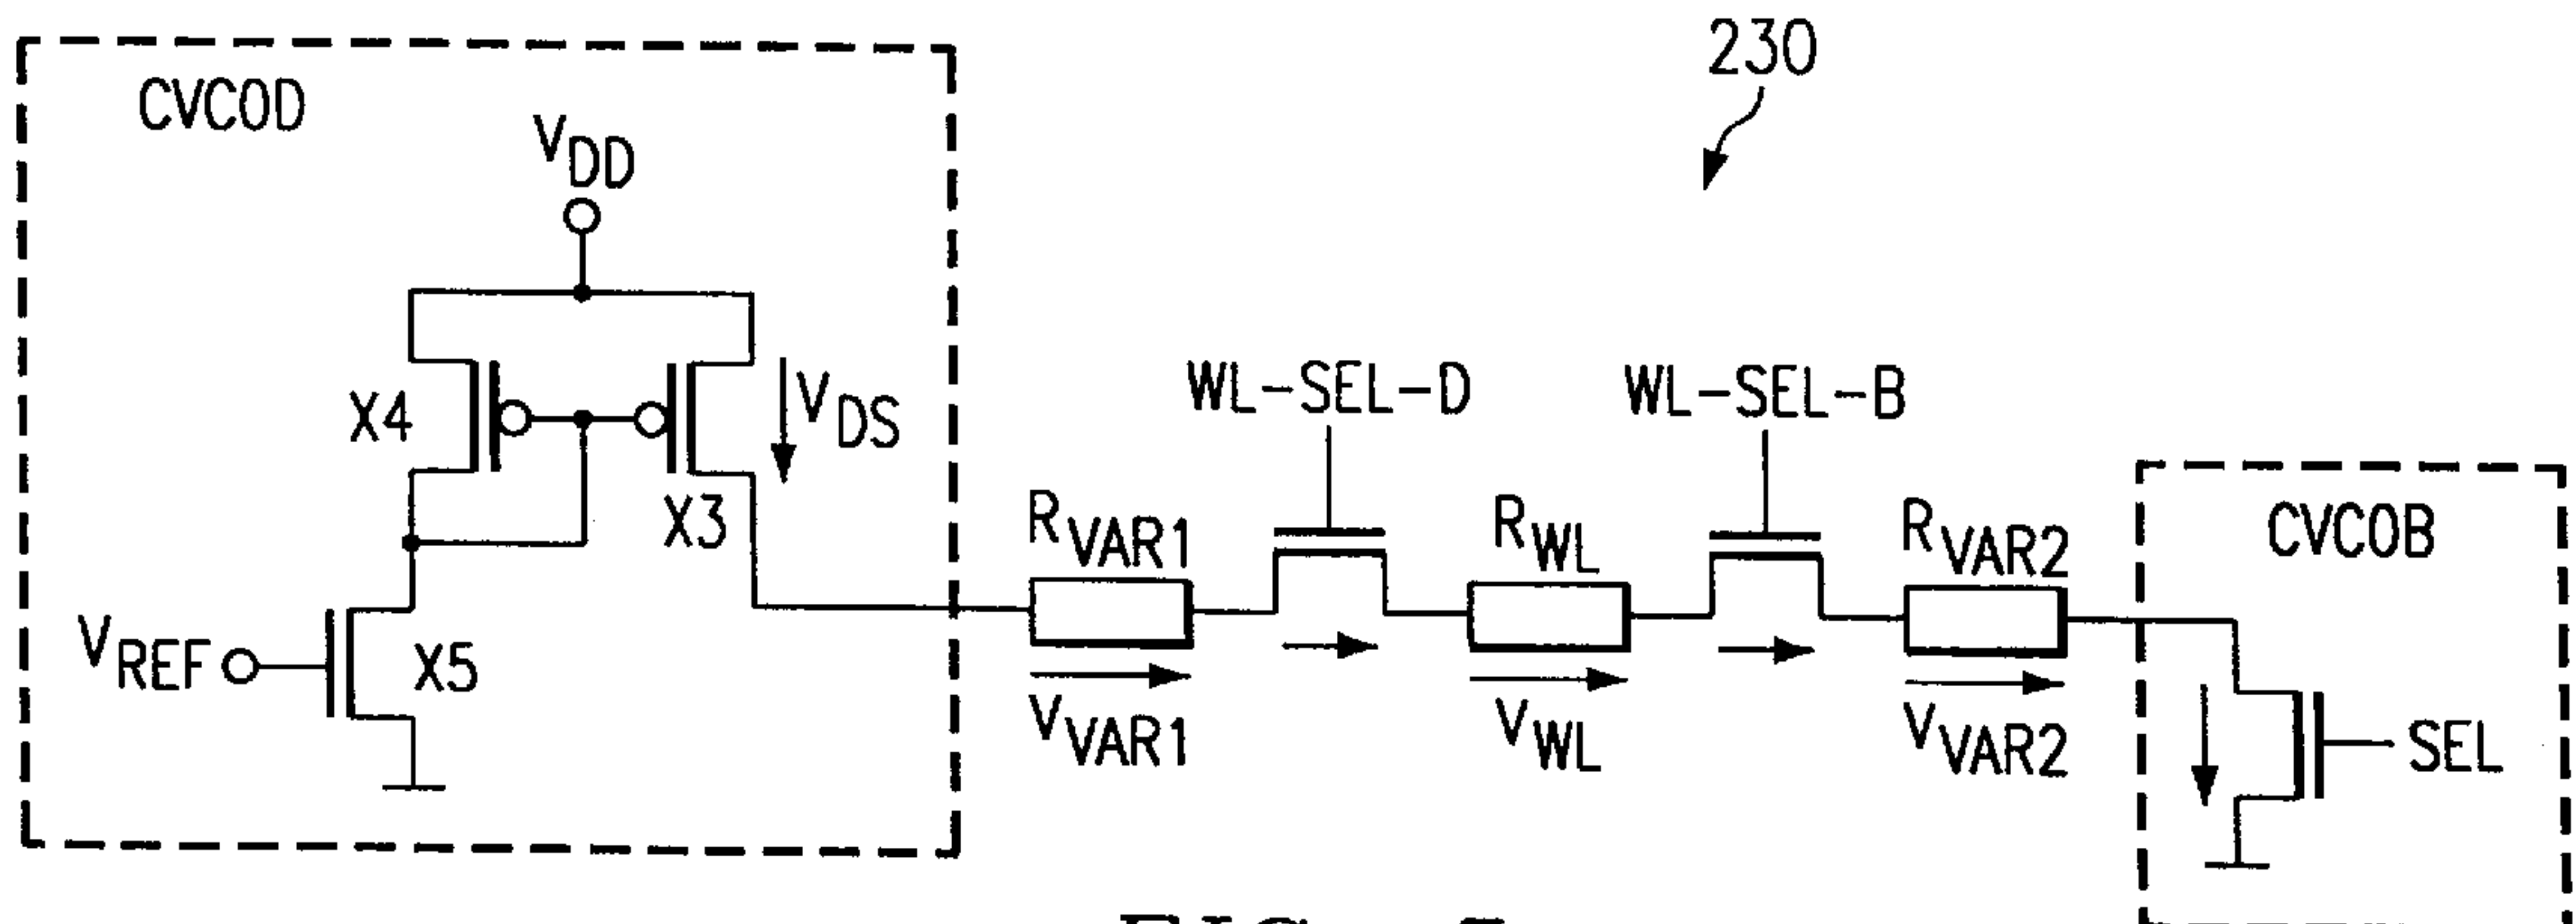 230
CVCOD
VDD
X4
X3
VDS
VREF
X5
WL-SEL-D
WL-SEL-B
RVAR1
RWL
RVAR2
VVAR1
VWL
VVAR2
CVCOB
SEL